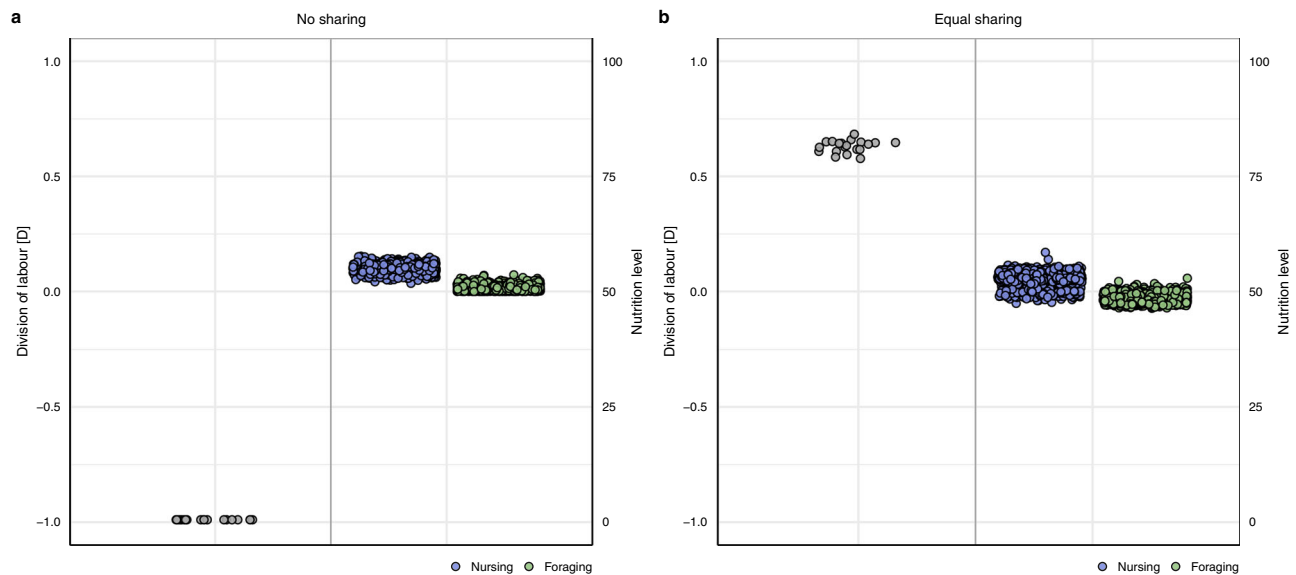 a
No sharing
Division of labour [D]
1.0
0.5
0.0
−0.5
−1.0
100
75
50
25
0
Nutrition level
Nursing Foraging
b
Equal sharing
Division of labour [D]
1.0
0.5
0.0
−0.5
−1.0
100
75
50
25
0
Nutrition level
Nursing Foraging